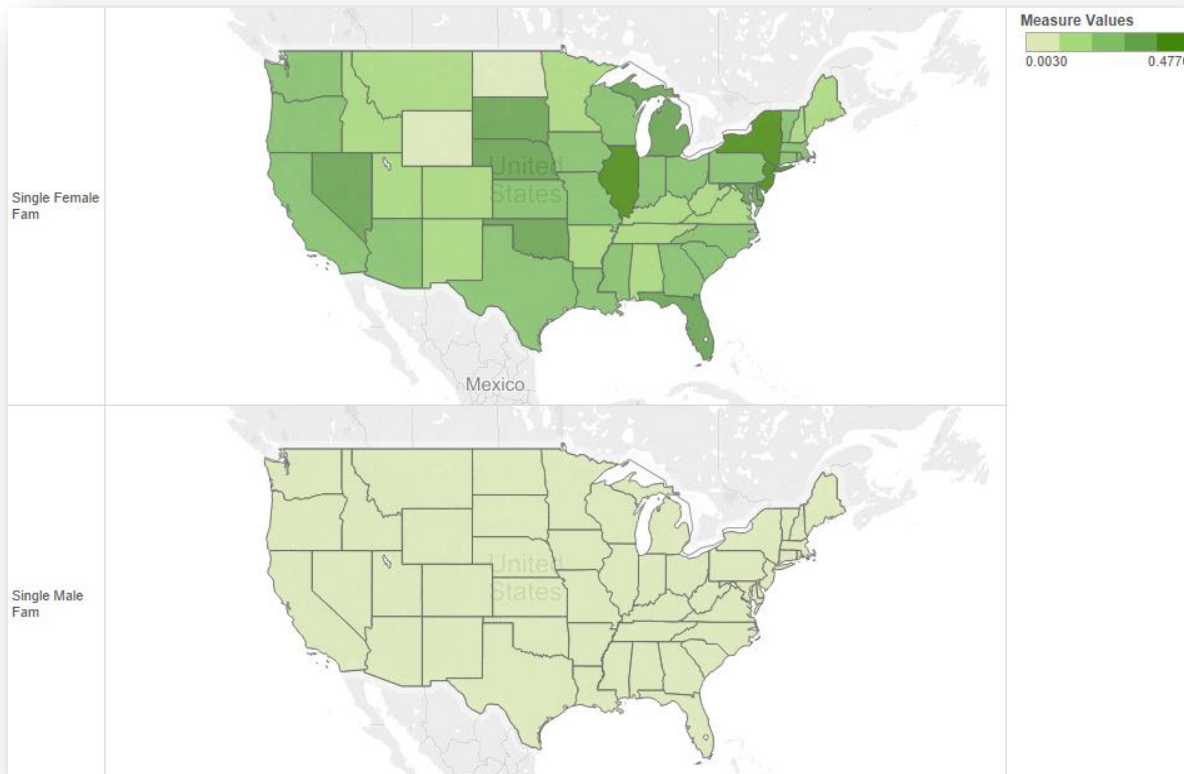 Measure Values
0.0030
0.4770
Single Female
Fam
United
States
Mexico
Single Male
Fam
United
States